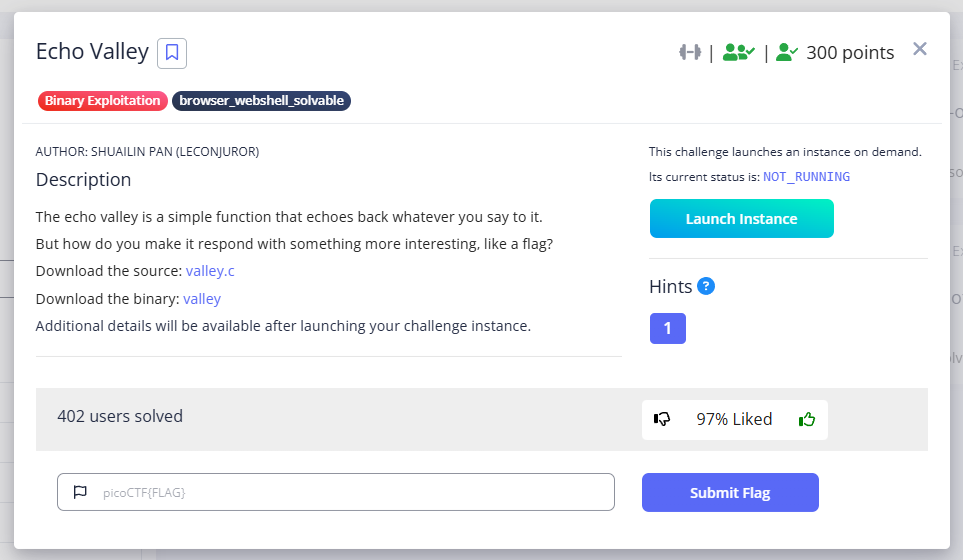 Echo Valley
| | 300 points
Binary Exploitation browser_webshell_solvable
AUTHOR: SHUAILIN PAN (LECONJUROR)
Description
The echo valley is a simple function that echoes back whatever you say to it.
But how do you make it respond with something more interesting, like a flag?
Download the source: valley.c
Download the binary: valley
Additional details will be available after launching your challenge instance.
This challenge launches an instance on demand.
Its current status is: NOT_RUNNING
Launch Instance
Hints ?
1
402 users solved
97% Liked
picoCTF{FLAG}
Submit Flag